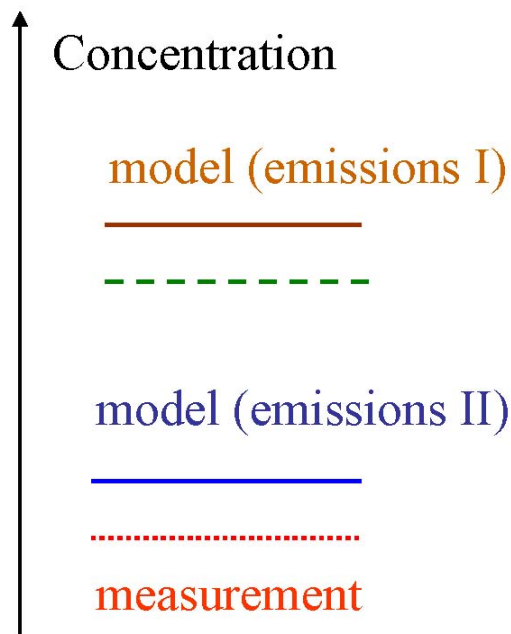 Concentration
model (emissions I)
model (emissions II)
measurement